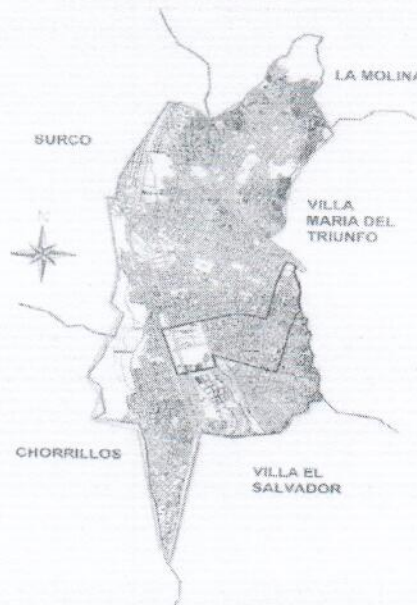 LA MOLINA
SURCO
VILLA
MARIA DEL
TRIUNFO
N
CHORRILLOS
VILLA EL
SALVADOR